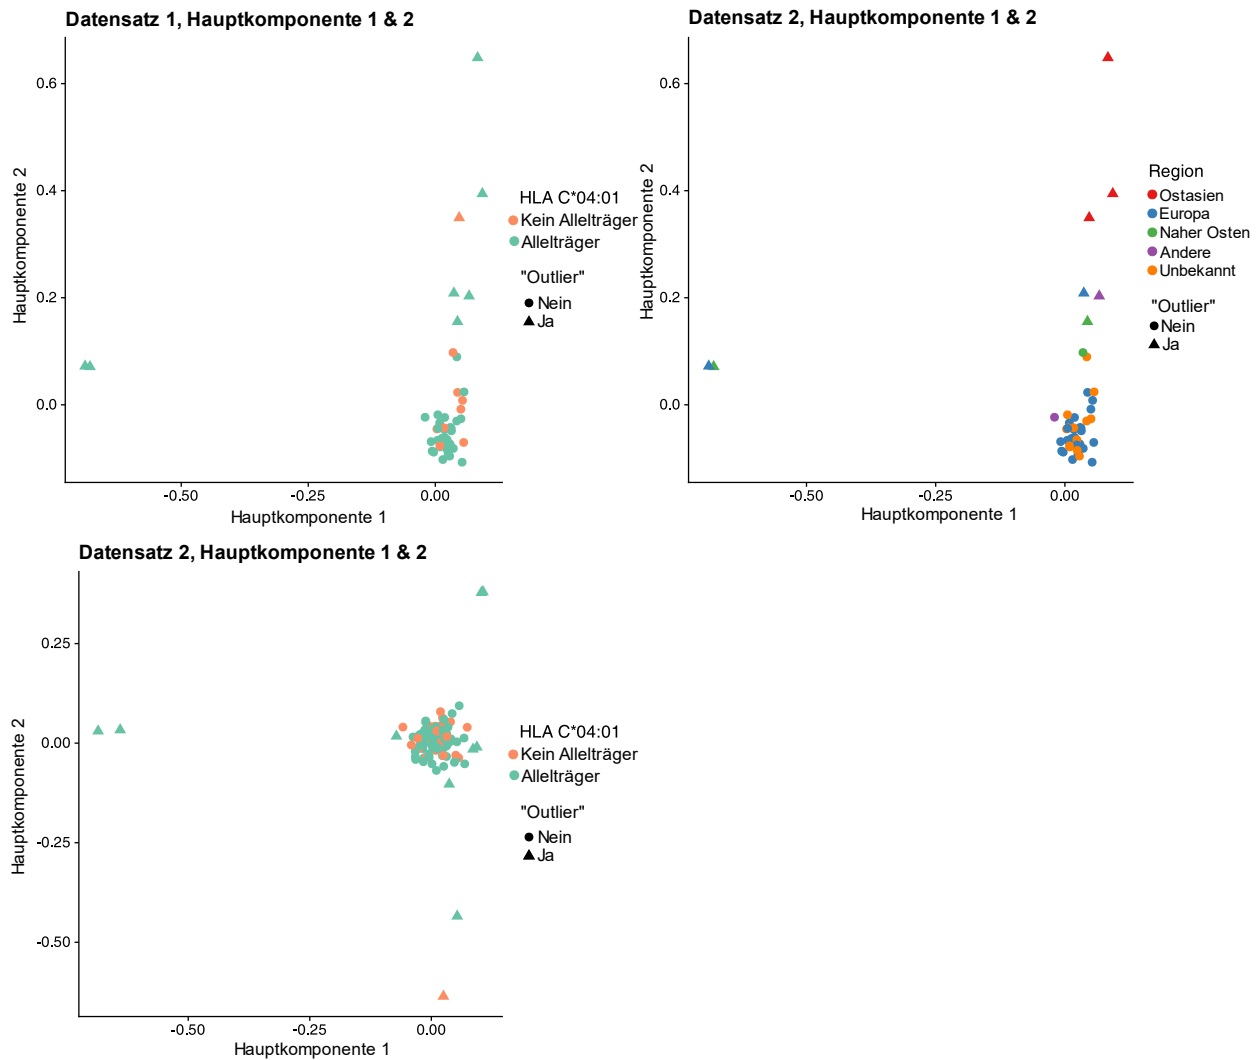 Datensatz 1, Hauptkomponente 1 & 2
Hauptkomponente 2
0.6
0.4
0.2
0.0
-0.50
-0.25
0.00
Hauptkomponente 1
HLA C*04:01
Kein Allelträger
Allelträger
"Outlier"
Nein
Ja
Datensatz 2, Hauptkomponente 1 & 2
Hauptkomponente 2
0.6
0.4
0.2
0.0
-0.50
-0.25
0.00
Hauptkomponente 1
Region
Ostasien
Europa
Naher Osten
Andere
Unbekannt
"Outlier"
Nein
Ja
Datensatz 2, Hauptkomponente 1 & 2
Hauptkomponente 2
0.25
0.00
-0.25
-0.50
-0.50
-0.25
0.00
Hauptkomponente 1
HLA C*04:01
Kein Allelträger
Allelträger
"Outlier"
Nein
Ja